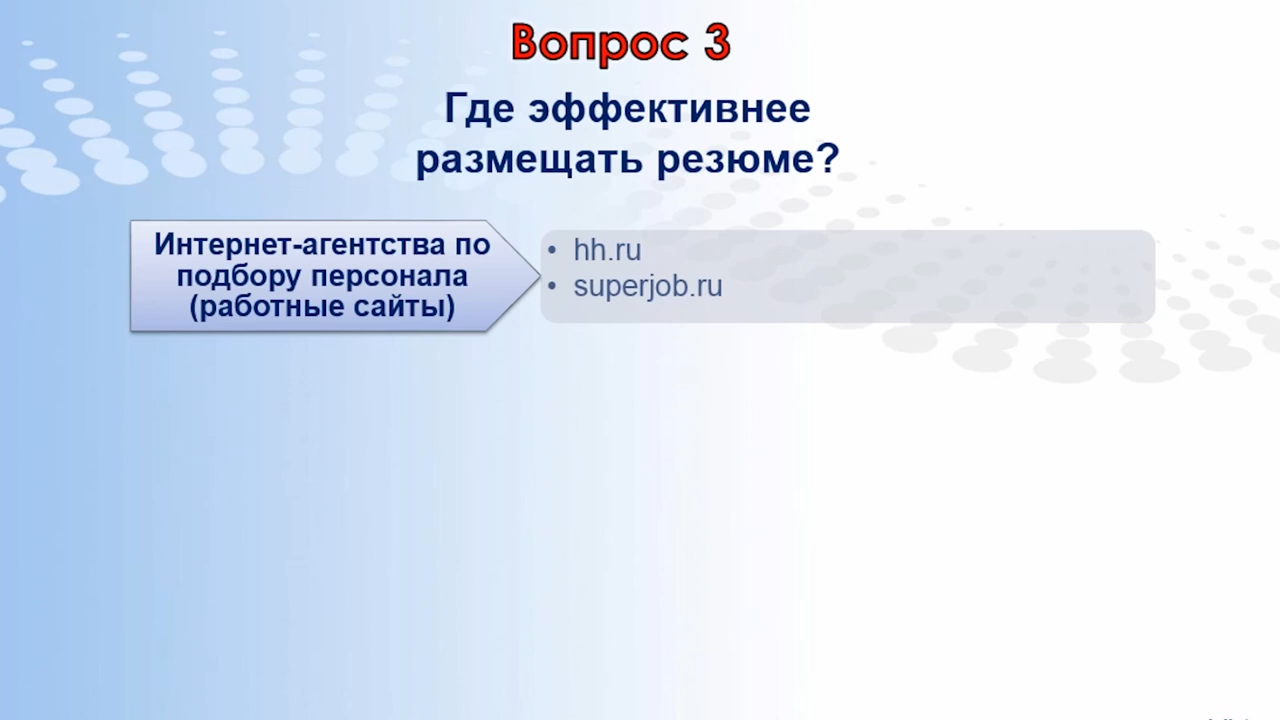 Вопрос 3
Где эффективнее
размещать резюме?
Интернет-агентства по
подбору персонала
(работные сайты)
• hh.ru
• superjob.ru